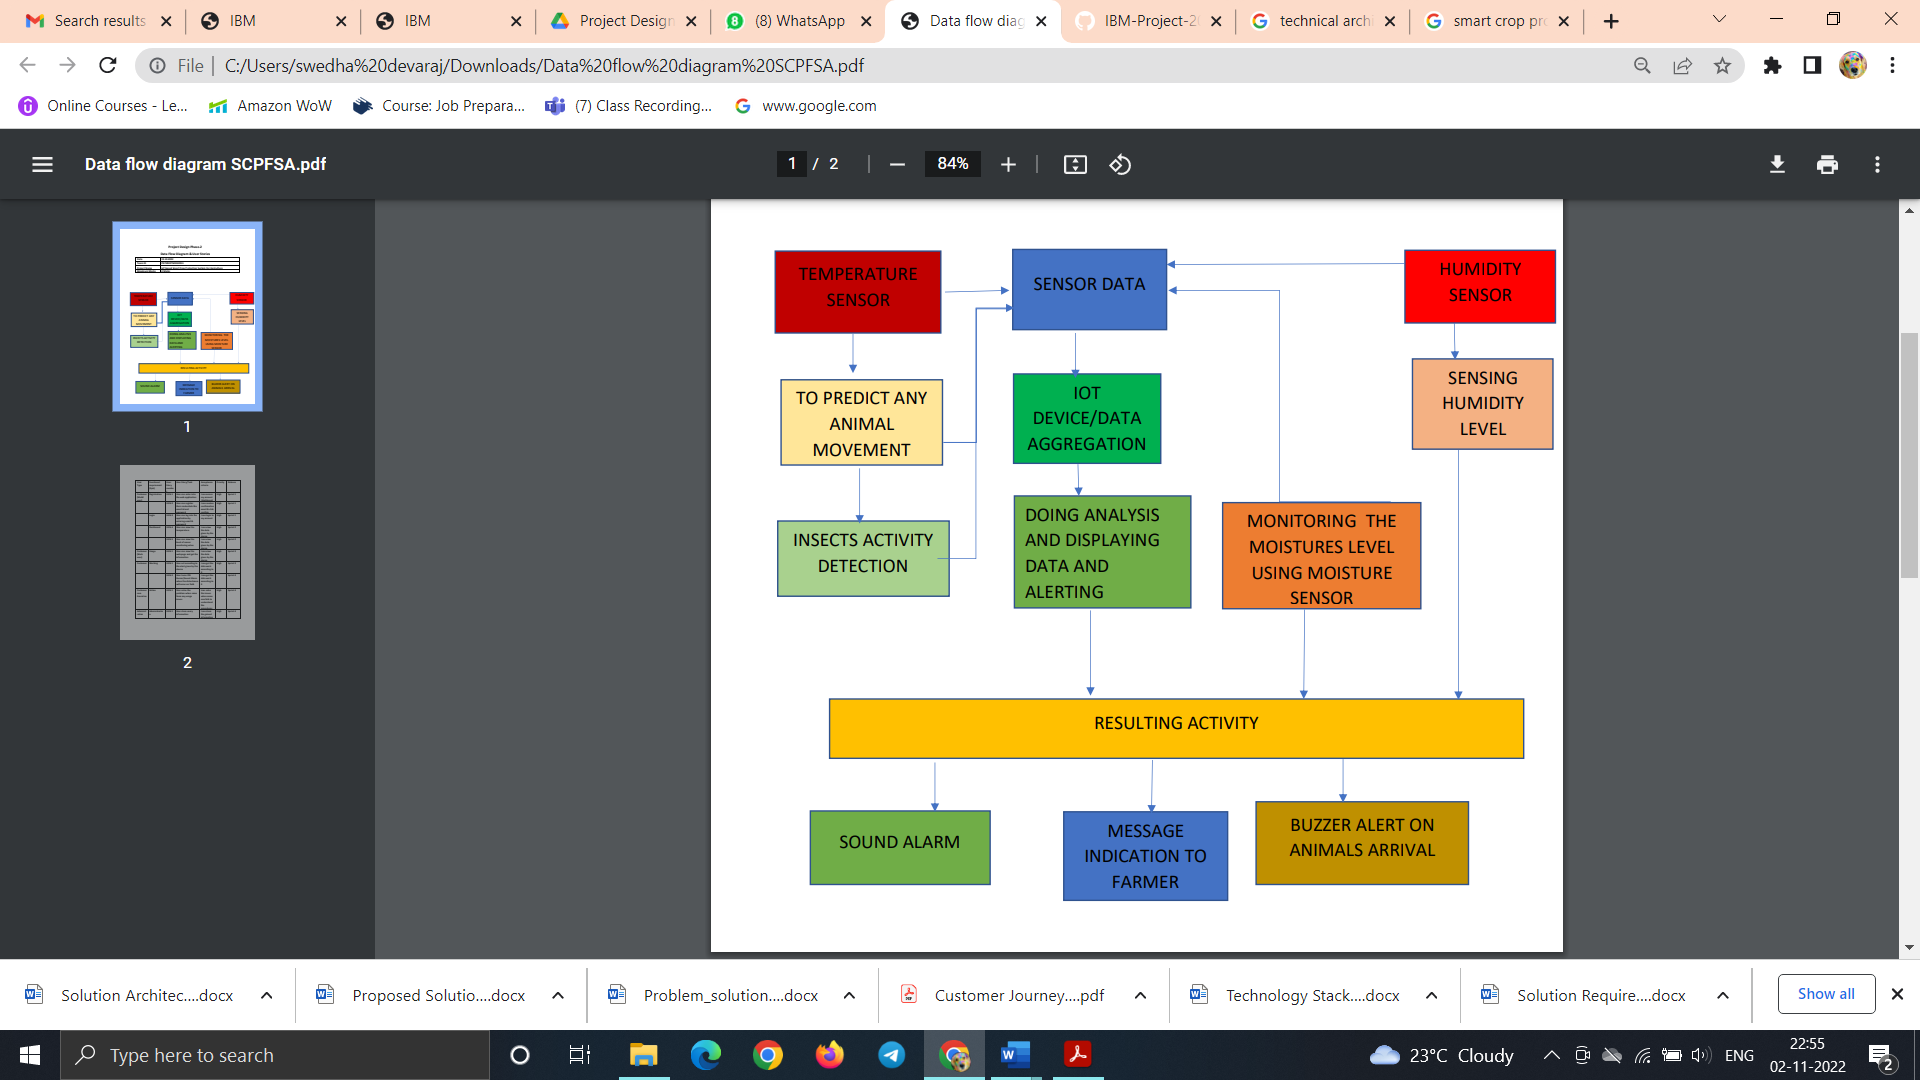 Search results
IBM
IBM
Project Design
(8) WhatsApp
Data flow diag
IBM-Project-2
technical archi
smart crop pro
File
C:/Users/swedha%20devaraj/Downloads/Data%20flow%20diagram%20SCPFSA.pdf
Online Courses - Le...
Amazon WoW
Course: Job Prepara...
(7) Class Recording...
www.google.com
Data flow diagram SCPFSA.pdf
1 / 2
84%
1
2
TEMPERATURE
SENSOR
SENSOR DATA
HUMIDITY
SENSOR
TO PREDICT ANY
ANIMAL
MOVEMENT
IOT
DEVICE/DATA
AGGREGATION
SENSING
HUMIDITY
LEVEL
INSECTS ACTIVITY
DETECTION
DOING ANALYSIS
AND DISPLAYING
DATA AND
ALERTING
MONITORING THE
MOISTURES LEVEL
USING MOISTURE
SENSOR
RESULTING ACTIVITY
SOUND ALARM
MESSAGE
INDICATION TO
FARMER
BUZZER ALERT ON
ANIMALS ARRIVAL
Solution Architec....docx
Proposed Solutio....docx
Problem_solution....docx
Customer Journey....pdf
Technology Stack....docx
Solution Require....docx
Show all
Type here to search
23°C Cloudy
ENG
22:55
02-11-2022
2